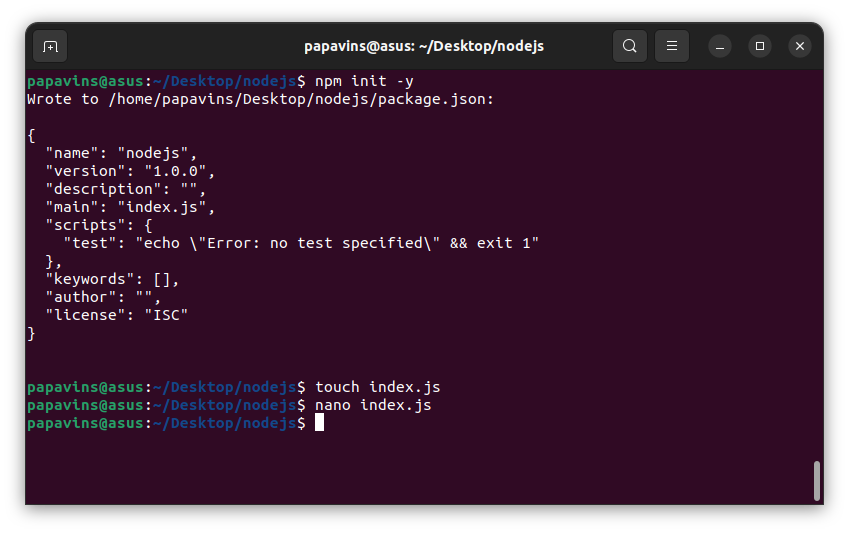 papavins@asus: ~/Desktop/nodejs
papavins@asus:~/Desktop/nodejs$ npm init -y
Wrote to /home/papavins/Desktop/nodejs/package.json:
{
  "name": "nodejs",
  "version": "1.0.0",
  "description": "",
  "main": "index.js",
  "scripts": {
    "test": "echo \"Error: no test specified\" && exit 1"
  },
  "keywords": [],
  "author": "",
  "license": "ISC"
}
papavins@asus:~/Desktop/nodejs$ touch index.js
papavins@asus:~/Desktop/nodejs$ nano index.js
papavins@asus:~/Desktop/nodejs$